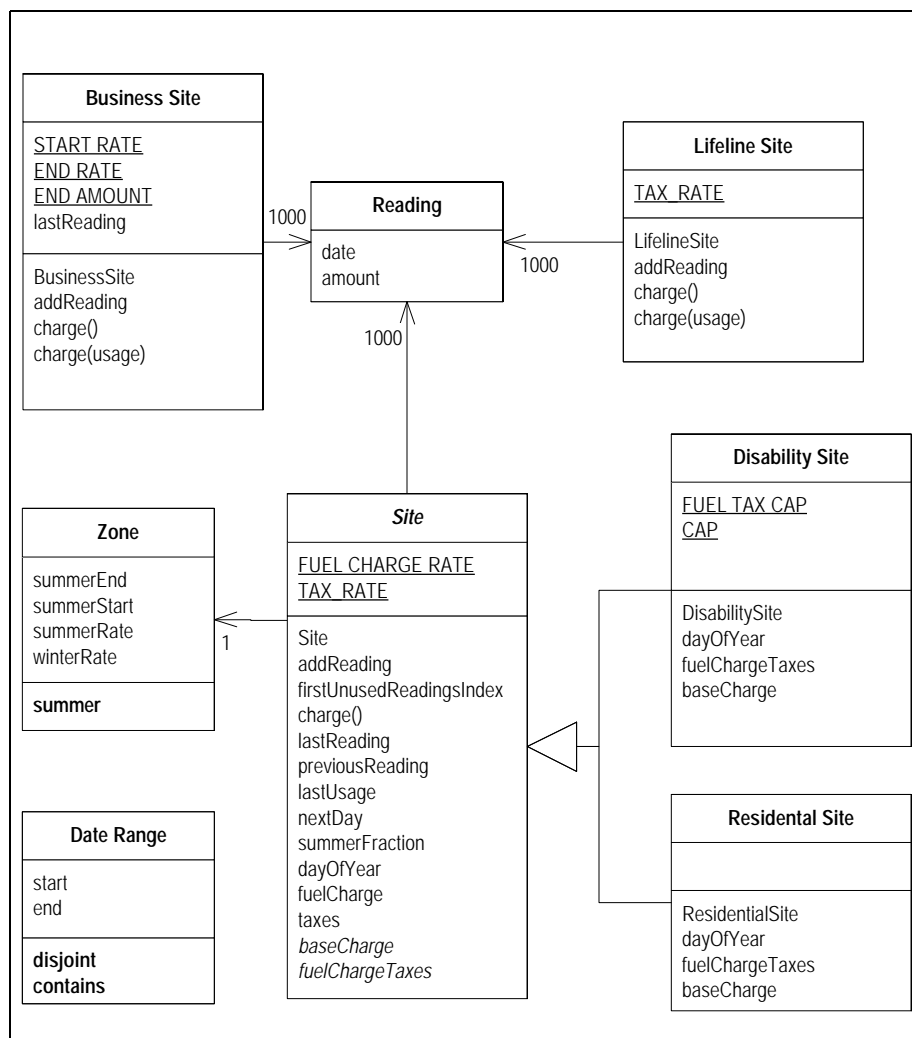 Business Site
START RATE
END RATE
END AMOUNT
lastReading
BusinessSite
addReading
charge()
charge(usage)
1000
Reading
date
amount
1000
1000
Lifeline Site
TAX_RATE
LifelineSite
addReading
charge()
charge(usage)
Zone
summerEnd
summerStart
summerRate
winterRate
summer
1
Site
FUEL CHARGE RATE
TAX_RATE
Site
addReading
firstUnusedReadingsIndex
charge()
lastReading
previousReading
lastUsage
nextDay
summerFraction
dayOfYear
fuelCharge
taxes
baseCharge
fuelChargeTaxes
Disability Site
FUEL TAX CAP
CAP
DisabilitySite
dayOfYear
fuelChargeTaxes
baseCharge
Date Range
start
end
disjoint
contains
Residental Site
ResidentialSite
dayOfYear
fuelChargeTaxes
baseCharge